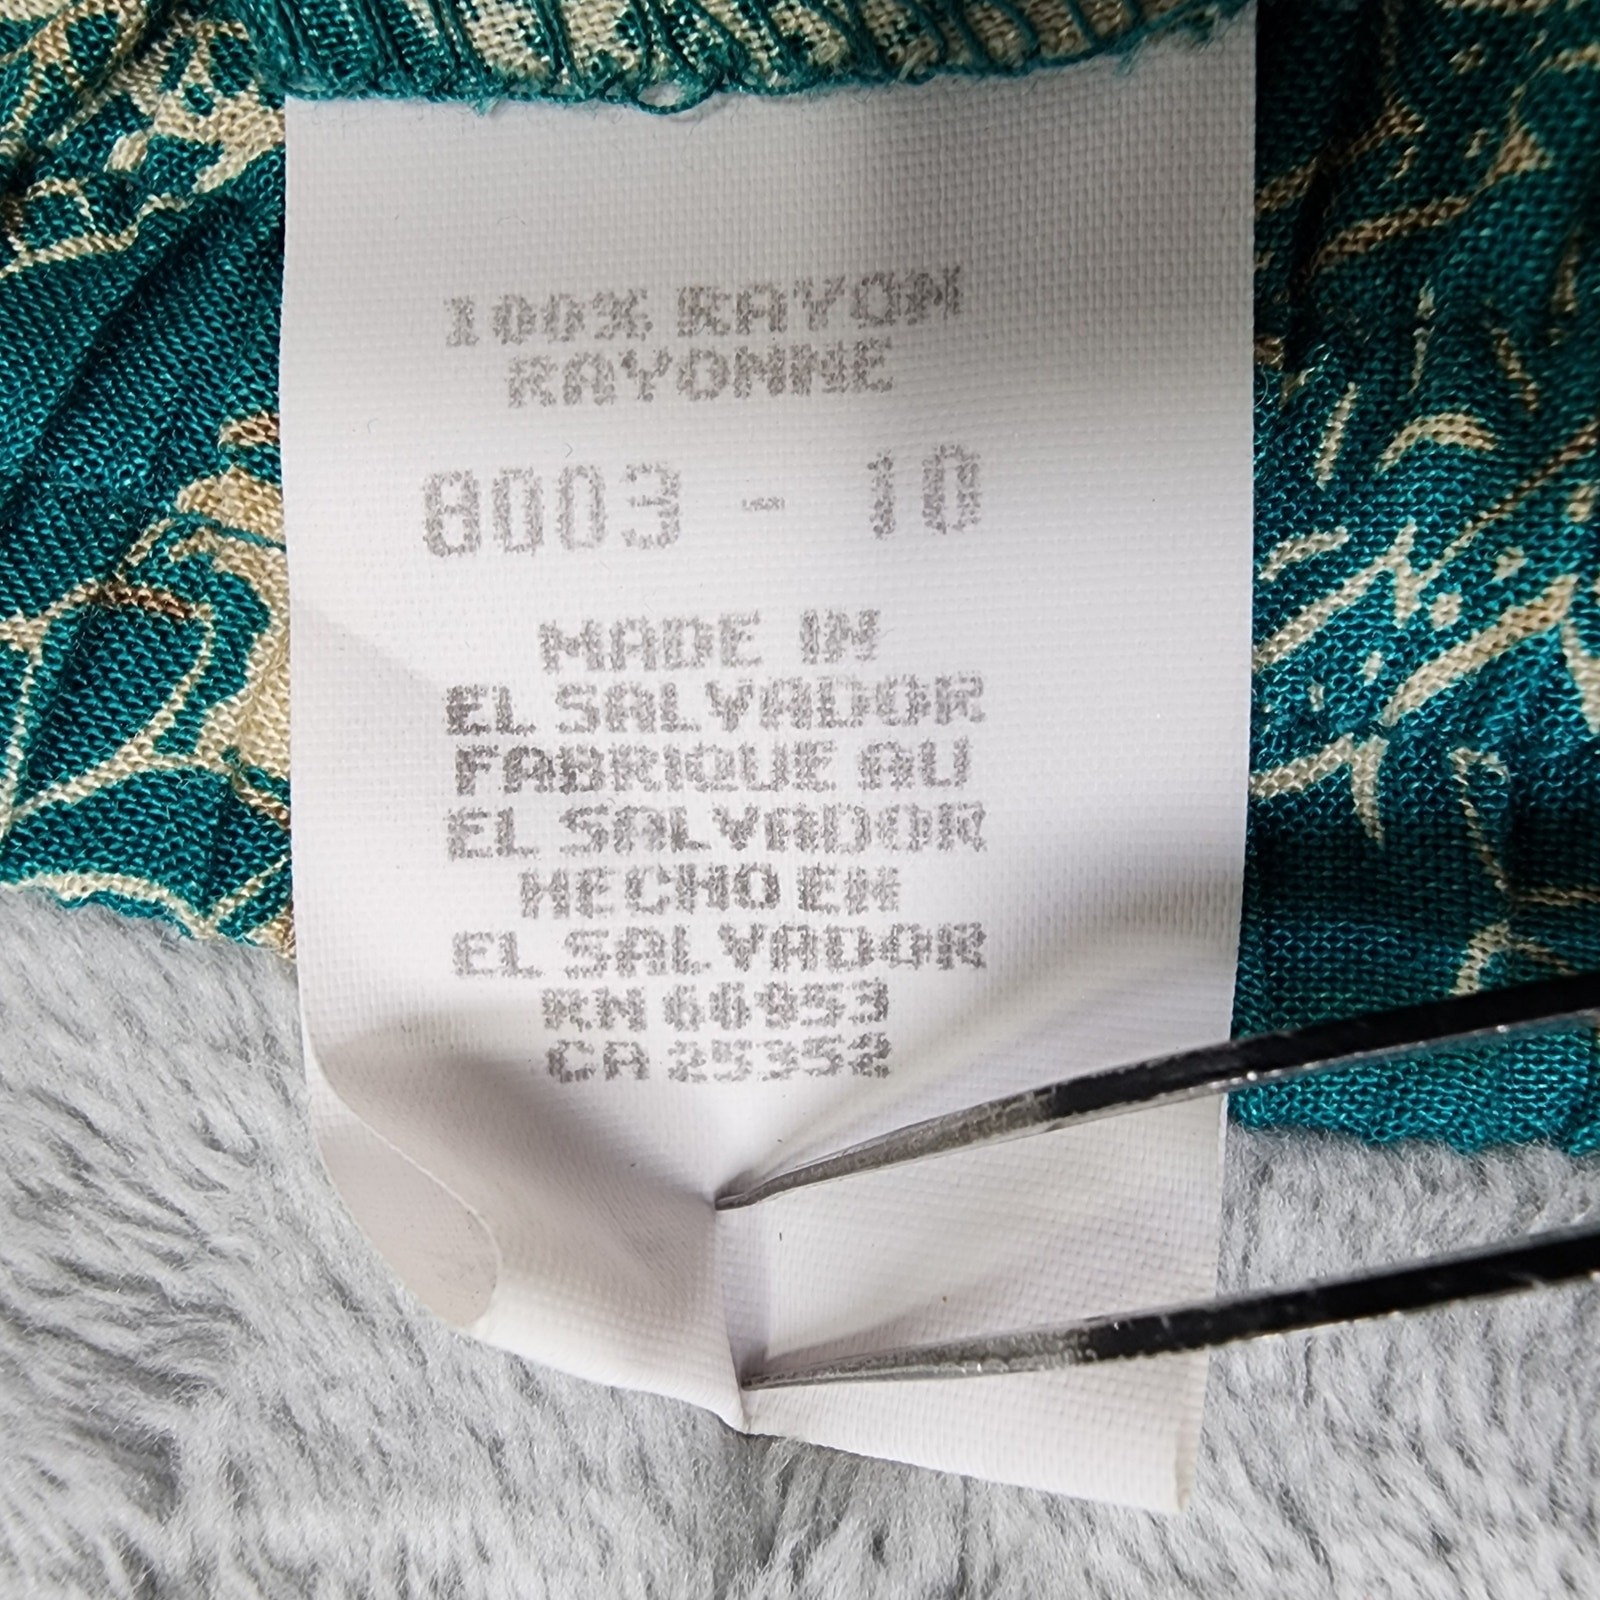 100% RAYON
RAYONNE
8003 - 10
MADE IN
EL SALVADOR
FABRIQUE AU
EL SALVADOR
HECHO EN
EL SALVADOR
RN 66953
CA 25352